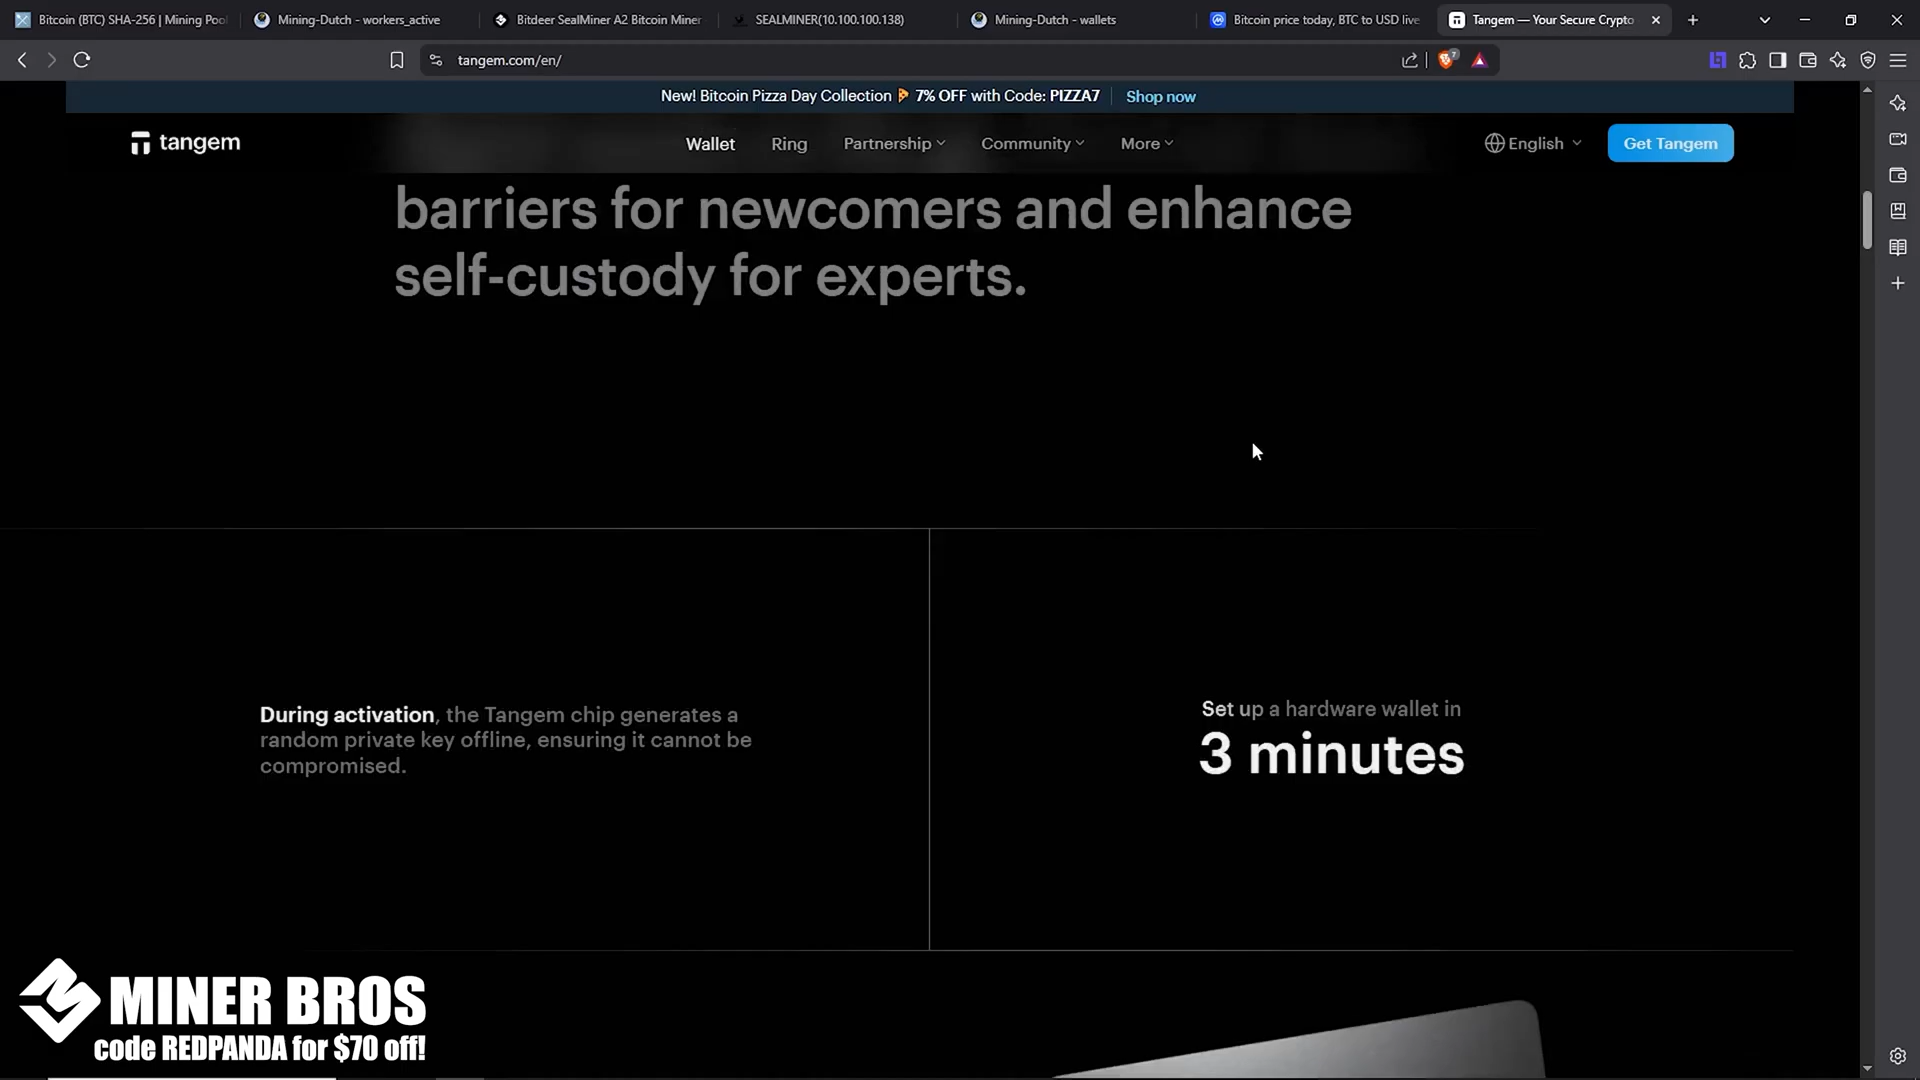 Bitcoin (BTC) SHA-256 | Mining Pool
Mining-Dutch - workers_active
Bitdeer SealMiner A2 Bitcoin Miner
SEALMINER(10.100.100.138)
Mining-Dutch - wallets
Bitcoin price today, BTC to USD live
Tangem — Your Secure Crypto
tangem.com/en/
7
New! Bitcoin Pizza Day Collection 🍕 7% OFF with Code: PIZZA7
Shop now
tangem
Wallet
Ring
Partnership
Community
More
English
Get Tangem
barriers for newcomers and enhance
self-custody for experts.
During activation, the Tangem chip generates a
random private key offline, ensuring it cannot be
compromised.
Set up a hardware wallet in
3 minutes
MINER BROS
code REDPANDA for $70 off!